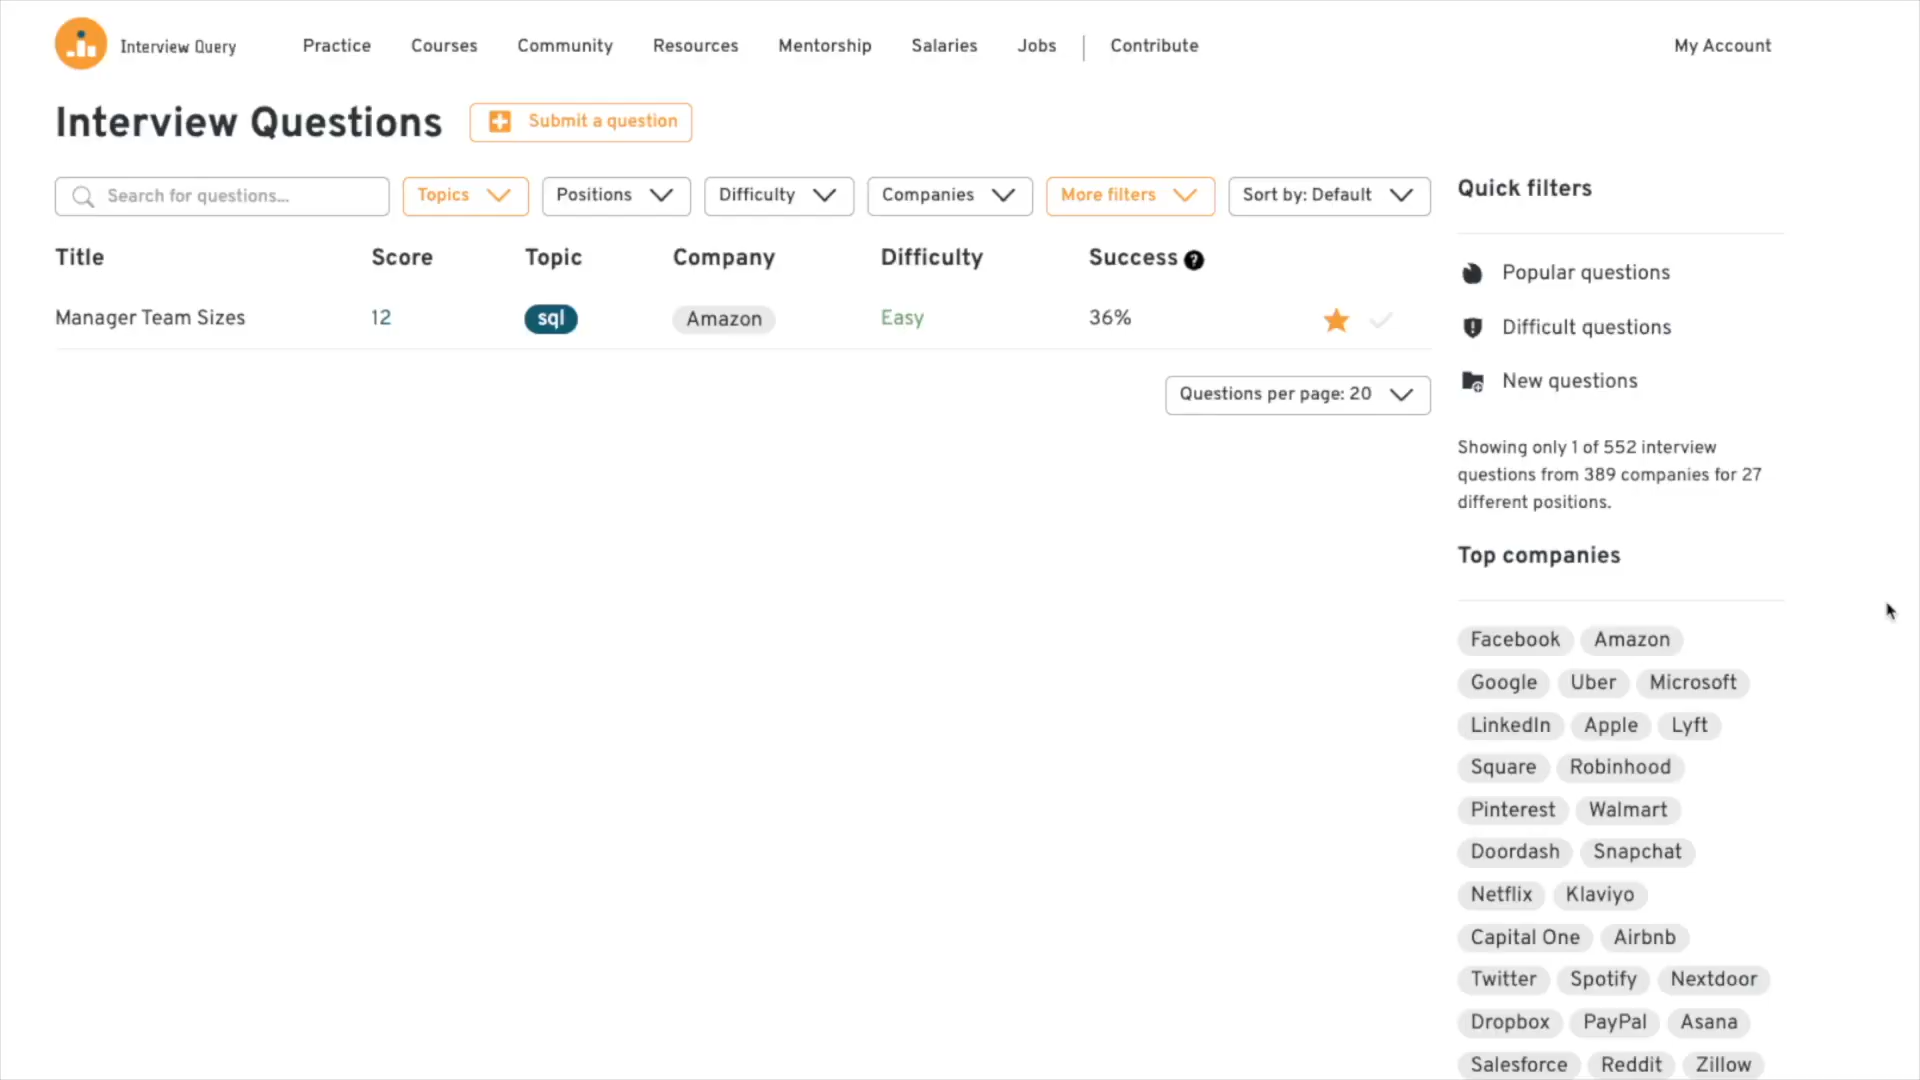 Interview Query
Practice Courses Community Resources Mentorship Salaries Jobs | Contribute My Account
Interview Questions Submit a question
Search for questions... Topics Positions Difficulty Companies More filters Sort by: Default
Title Score Topic Company Difficulty Success ?
Manager Team Sizes 12 sql Amazon Easy 36%
Questions per page: 20
Quick filters
Popular questions
Difficult questions
New questions
Showing only 1 of 552 interview
questions from 389 companies for 27
different positions.
Top companies
Facebook Amazon
Google Uber Microsoft
LinkedIn Apple Lyft
Square Robinhood
Pinterest Walmart
Doordash Snapchat
Netflix Klaviyo
Capital One Airbnb
Twitter Spotify Nextdoor
Dropbox PayPal Asana
Salesforce Reddit Zillow